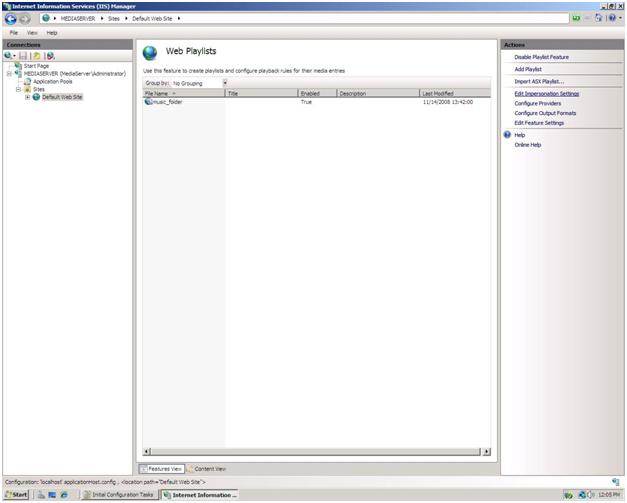 Internet Information Services (IIS) Manager
MEDIASERVER Sites Default Web Site
File View Help
Connections
Start Page
MEDIASERVER (MediaServer\Administrator)
Application Pools
Sites
Default Web Site
Web Playlists
Use this feature to create playlists and configure playback rules for their media entries
Group by: No Grouping
File Name Title Enabled Description Last Modified
music_folder True 11/14/2008 13:42:00
Features View Content View
Actions
Disable Playlist Feature
Add Playlist
Import ASX Playlist...
Edit Impersonation Settings
Configure Providers
Configure Output Formats
Edit Feature Settings
Help
Online Help
Configuration: 'localhost' applicationHost.config , <location path="Default Web Site">
Start Initial Configuration Tasks Internet Information ... 12:05 PM